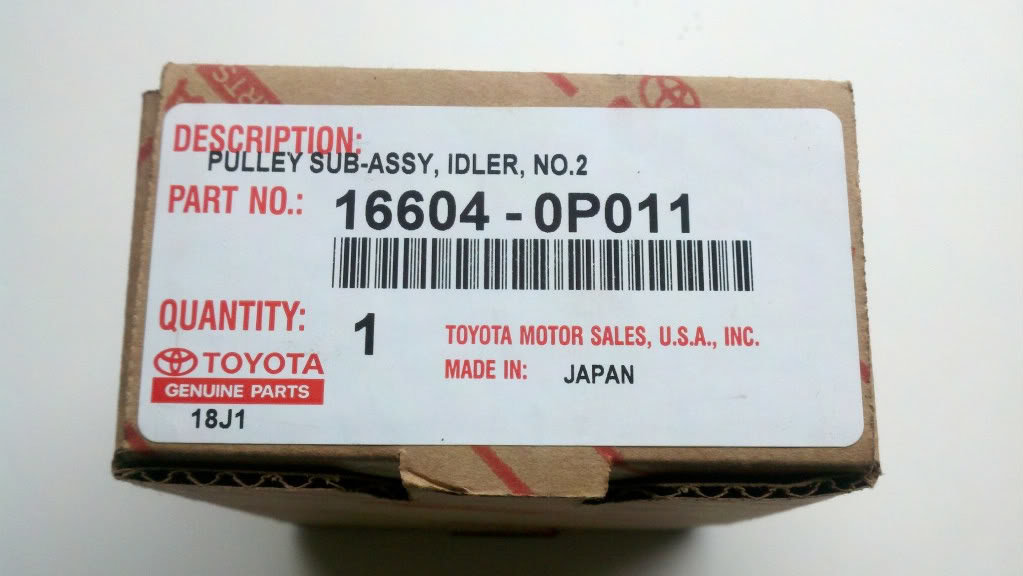 DESCRIPTION:
PULLEY SUB-ASSY, IDLER, NO.2
PART NO.: 16604-0P011
QUANTITY: 1
TOYOTA MOTOR SALES, U.S.A., INC.
MADE IN: JAPAN
TOYOTA
GENUINE PARTS
18J1